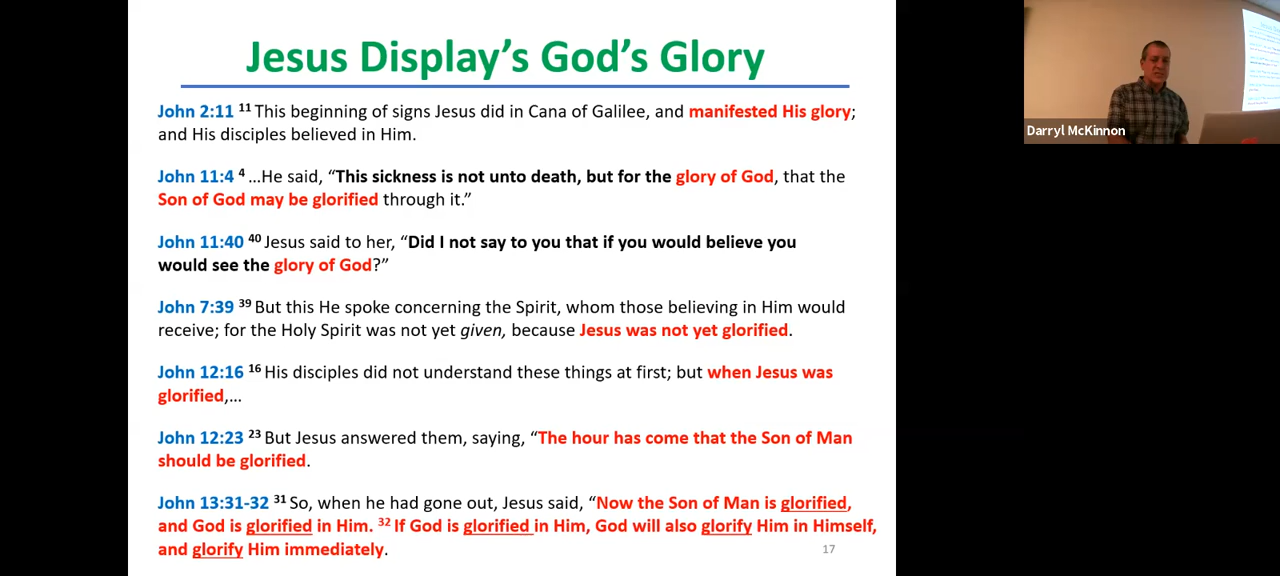 Jesus Display’s God’s Glory
John 2:11 11 This beginning of signs Jesus did in Cana of Galilee, and manifested His glory;
and His disciples believed in Him.
John 11:4 4 …He said, “This sickness is not unto death, but for the glory of God, that the
Son of God may be glorified through it.”
John 11:40 40 Jesus said to her, “Did I not say to you that if you would believe you
would see the glory of God?”
John 7:39 39 But this He spoke concerning the Spirit, whom those believing in Him would
receive; for the Holy Spirit was not yet given, because Jesus was not yet glorified.
John 12:16 16 His disciples did not understand these things at first; but when Jesus was
glorified,…
John 12:23 23 But Jesus answered them, saying, “The hour has come that the Son of Man
should be glorified.
John 13:31-32 31 So, when he had gone out, Jesus said, “Now the Son of Man is glorified,
and God is glorified in Him. 32 If God is glorified in Him, God will also glorify Him in Himself,
and glorify Him immediately.
17
Darryl McKinnon